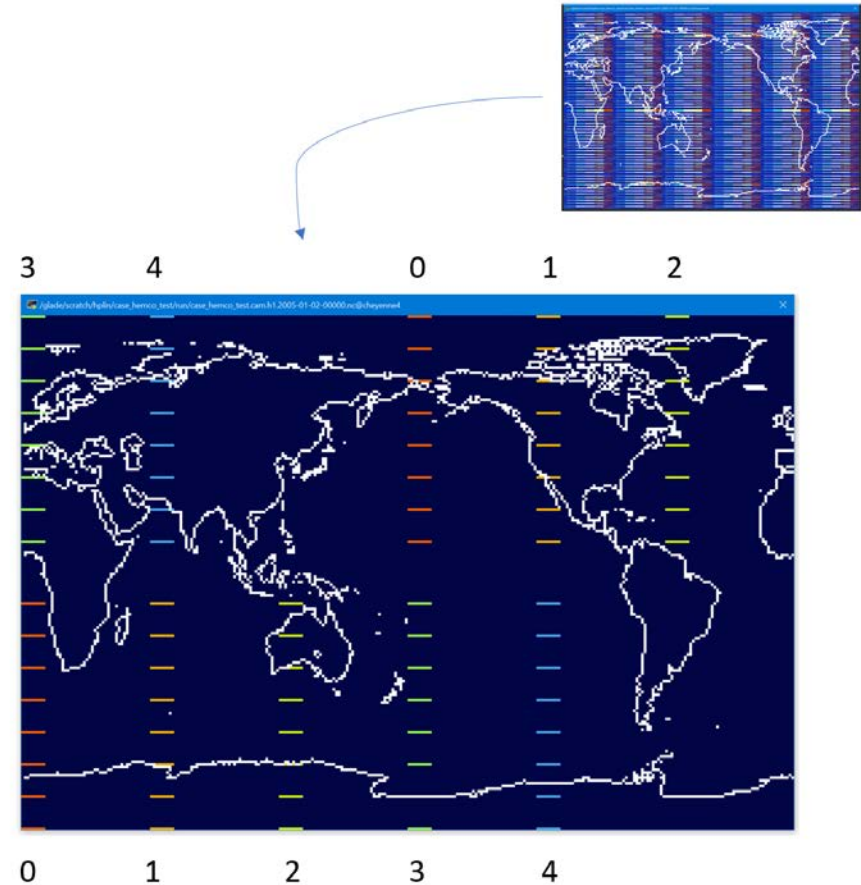 3 4 0 1 2
/glade/scratch/hplin/case_hemco_test/run/case_hemco_test.cam.h1.2005-01-02-00000.nc@cheyenne4
0 1 2 3 4